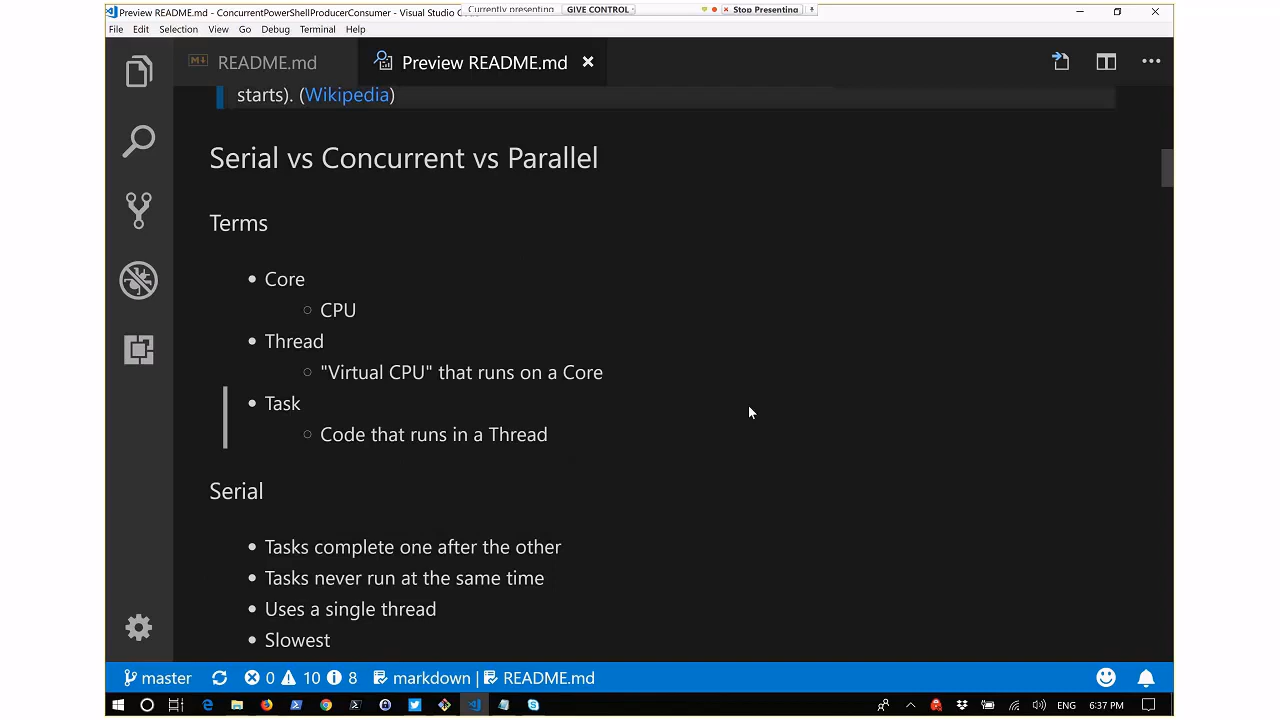 Preview README.md - ConcurrentPowerShellProducerConsumer - Visual Studio C
Currently presenting GIVE CONTROL Stop Presenting
File Edit Selection View Go Debug Terminal Help
README.md Preview README.md
starts). (Wikipedia)
Serial vs Concurrent vs Parallel
Terms
• Core
○ CPU
• Thread
○ "Virtual CPU" that runs on a Core
• Task
○ Code that runs in a Thread
Serial
• Tasks complete one after the other
• Tasks never run at the same time
• Uses a single thread
• Slowest
master 0 10 8 markdown | README.md
ENG 6:37 PM